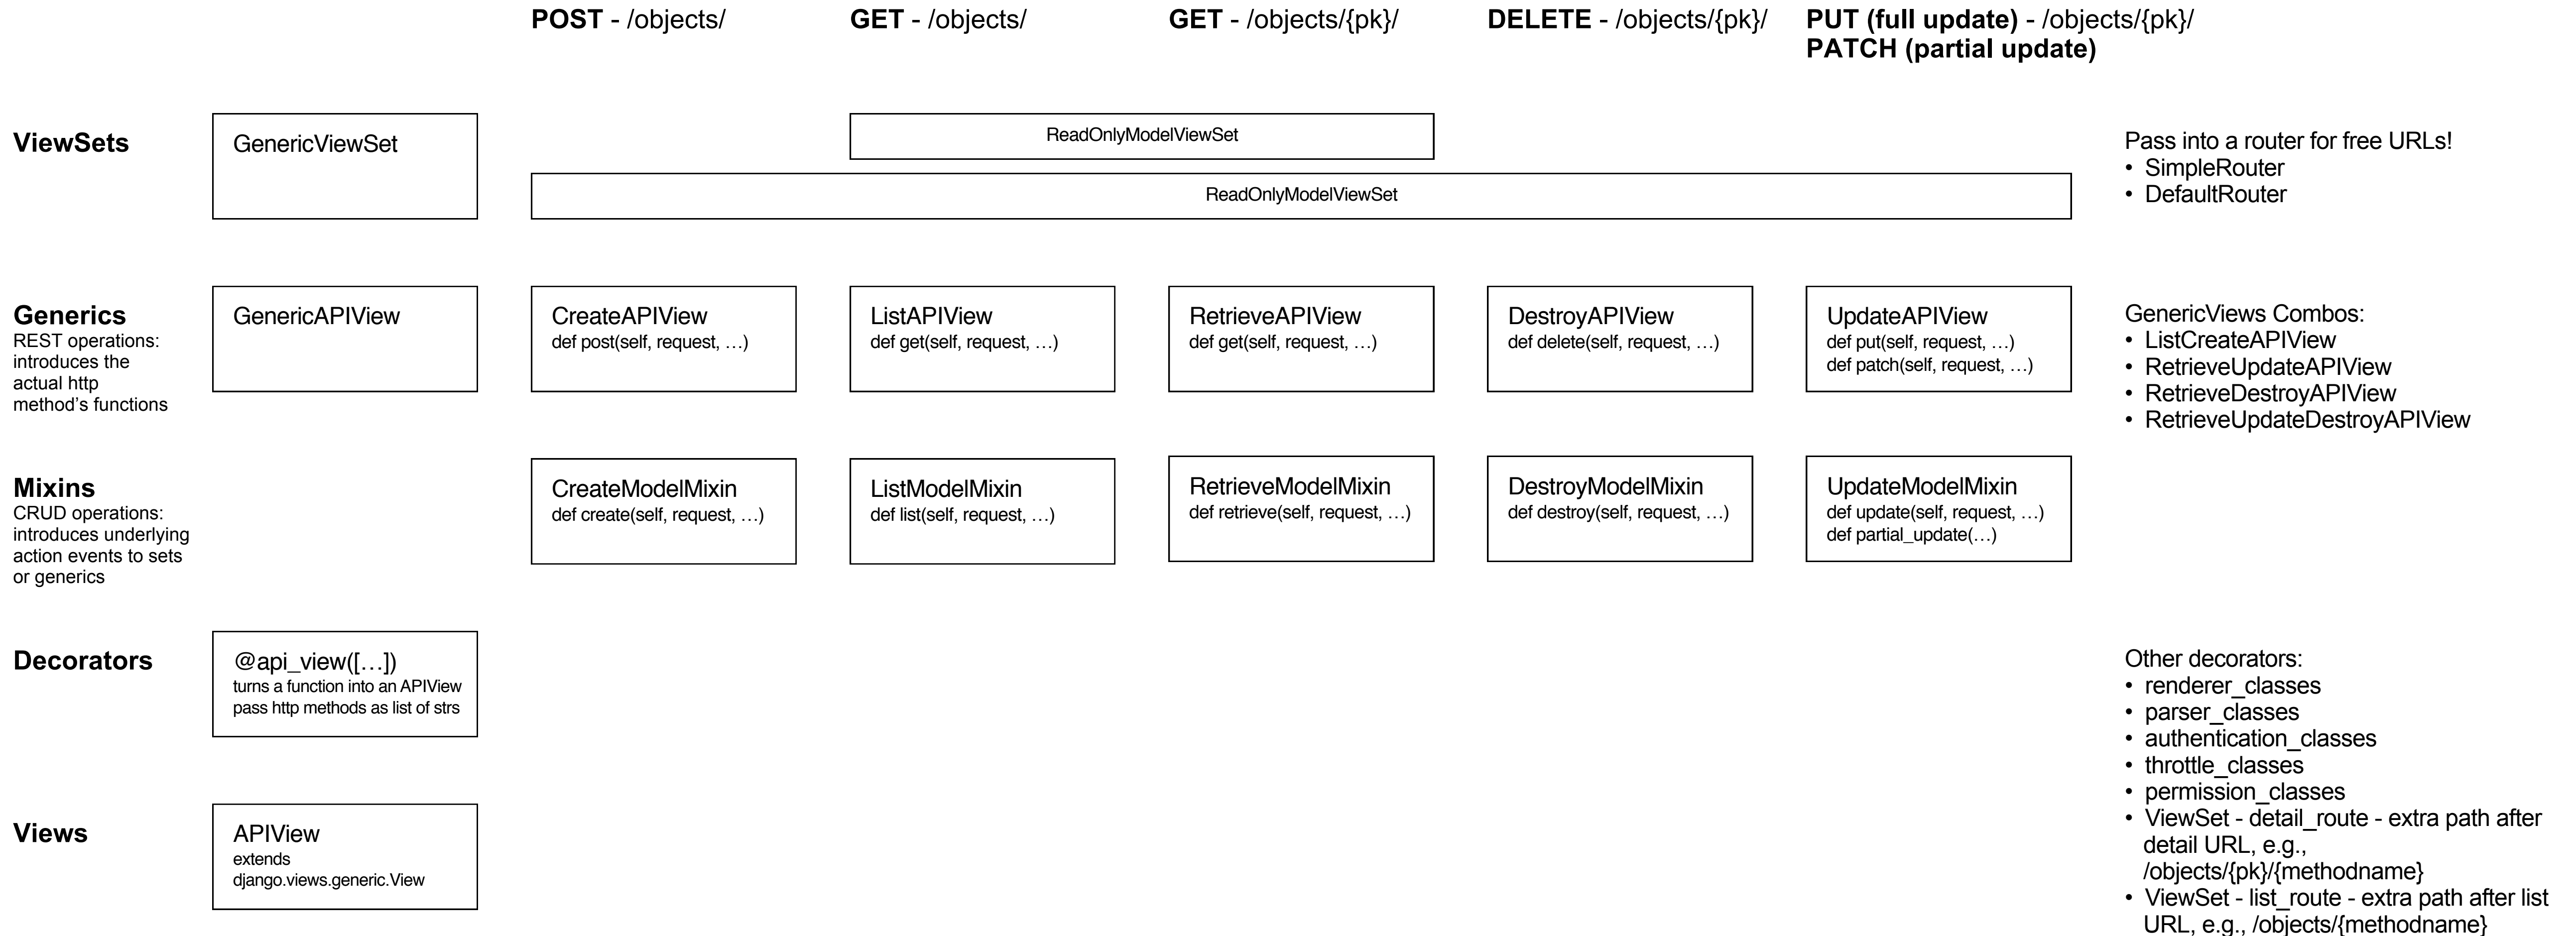 POST - /objects/
GET - /objects/
GET - /objects/{pk}/
DELETE - /objects/{pk}/
PUT (full update) - /objects/{pk}/
PATCH (partial update)
ViewSets
GenericViewSet
ReadOnlyModelViewSet
ReadOnlyModelViewSet
Pass into a router for free URLs!
• SimpleRouter
• DefaultRouter
Generics
REST operations:
introduces the
actual http
method’s functions
GenericAPIView
CreateAPIView
def post(self, request, …)
ListAPIView
def get(self, request, …)
RetrieveAPIView
def get(self, request, …)
DestroyAPIView
def delete(self, request, …)
UpdateAPIView
def put(self, request, …)
def patch(self, request, …)
GenericViews Combos:
• ListCreateAPIView
• RetrieveUpdateAPIView
• RetrieveDestroyAPIView
• RetrieveUpdateDestroyAPIView
Mixins
CRUD operations:
introduces underlying
action events to sets
or generics
CreateModelMixin
def create(self, request, …)
ListModelMixin
def list(self, request, …)
RetrieveModelMixin
def retrieve(self, request, …)
DestroyModelMixin
def destroy(self, request, …)
UpdateModelMixin
def update(self, request, …)
def partial_update(…)
Decorators
@api_view([…])
turns a function into an APIView
pass http methods as list of strs
Other decorators:
• renderer_classes
• parser_classes
• authentication_classes
• throttle_classes
• permission_classes
• ViewSet - detail_route - extra path after
detail URL, e.g.,
/objects/{pk}/{methodname}
• ViewSet - list_route - extra path after list
URL, e.g., /objects/{methodname}
Views
APIView
extends
django.views.generic.View